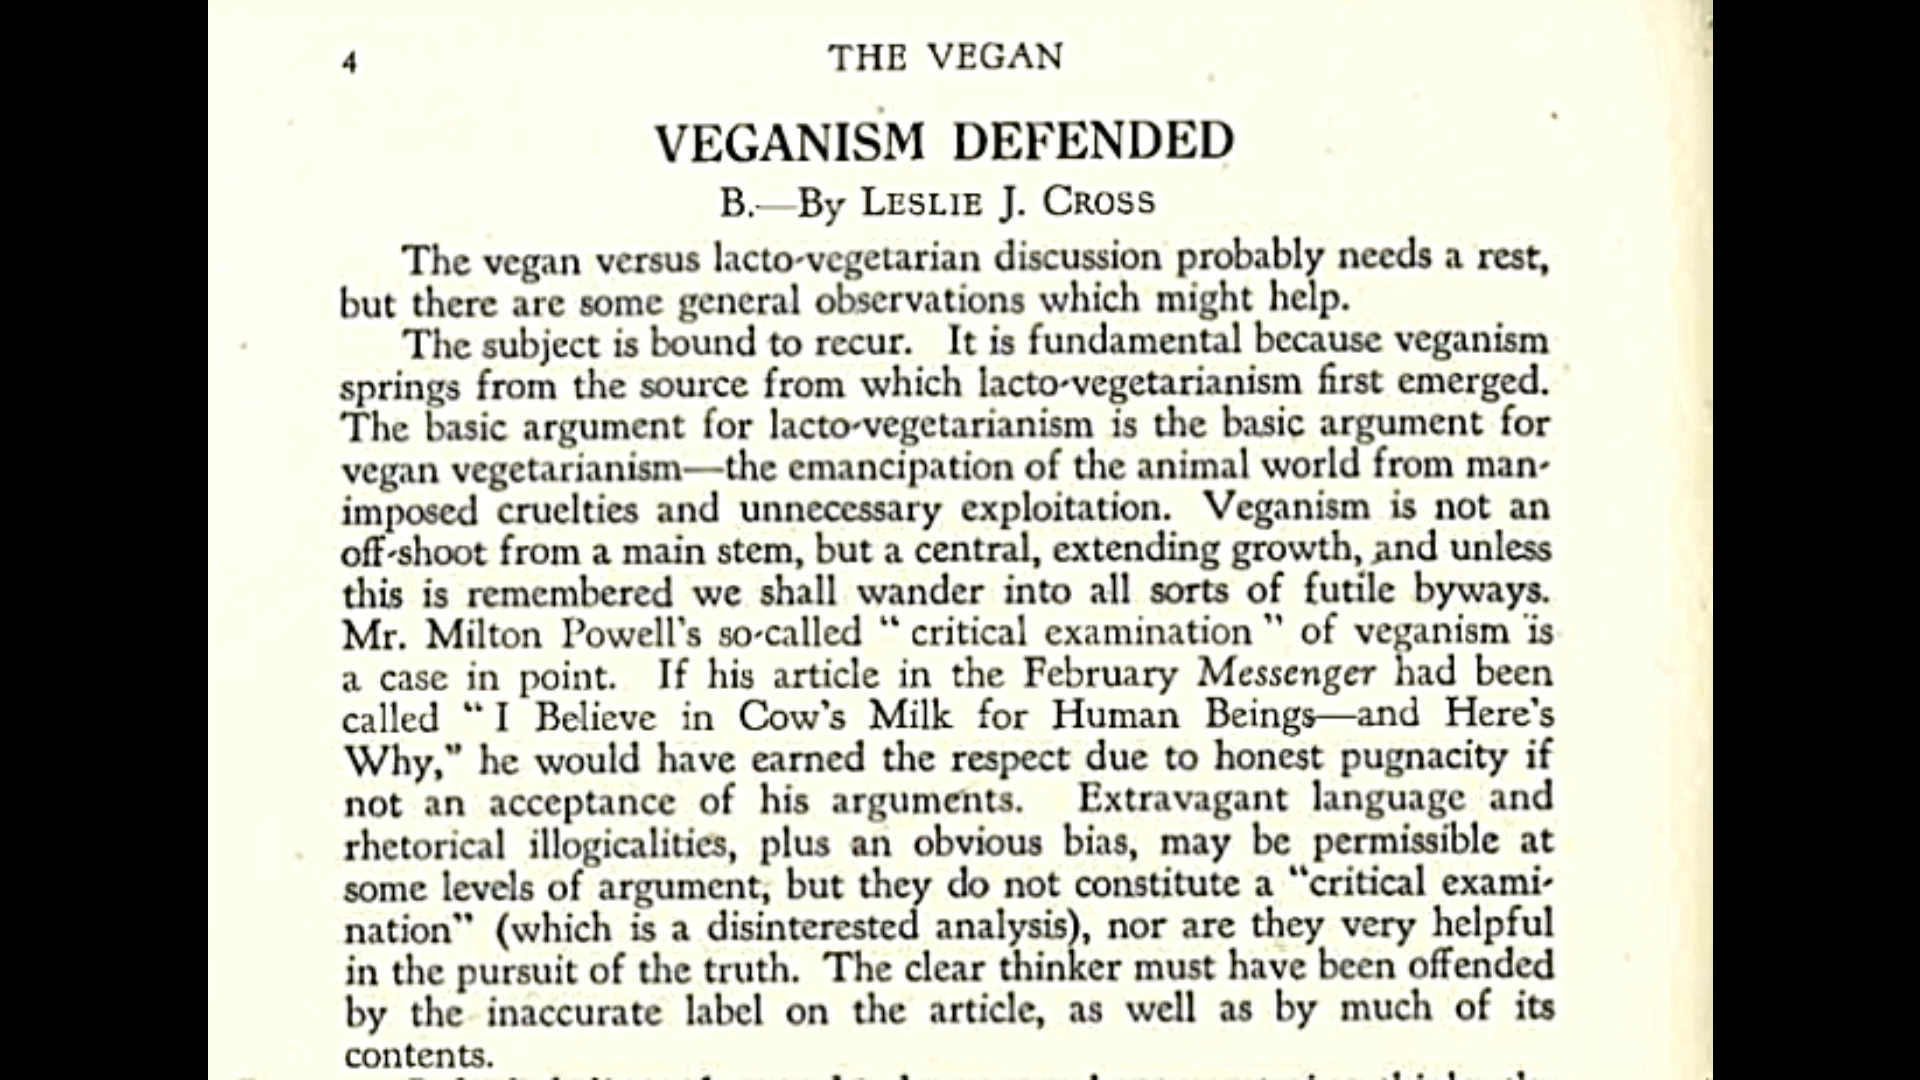 4 THE VEGAN
VEGANISM DEFENDED
B.—By LESLIE J. CROSS
The vegan versus lacto-vegetarian discussion probably needs a rest,
but there are some general observations which might help.
The subject is bound to recur. It is fundamental because veganism
springs from the source from which lacto-vegetarianism first emerged.
The basic argument for lacto-vegetarianism is the basic argument for
vegan vegetarianism—the emancipation of the animal world from man-
imposed cruelties and unnecessary exploitation. Veganism is not an
off-shoot from a main stem, but a central, extending growth, and unless
this is remembered we shall wander into all sorts of futile byways.
Mr. Milton Powell's so-called " critical examination " of veganism is
a case in point. If his article in the February Messenger had been
called " I Believe in Cow's Milk for Human Beings—and Here's
Why," he would have earned the respect due to honest pugnacity if
not an acceptance of his arguments. Extravagant language and
rhetorical illogicalities, plus an obvious bias, may be permissible at
some levels of argument, but they do not constitute a "critical exami-
nation" (which is a disinterested analysis), nor are they very helpful
in the pursuit of the truth. The clear thinker must have been offended
by the inaccurate label on the article, as well as by much of its
contents.